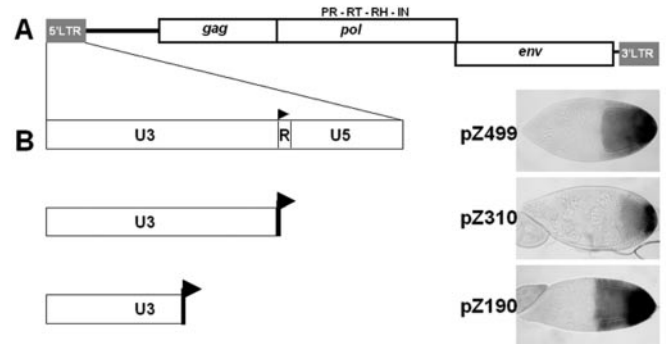 PR - RT - RH - IN
A 5'LTR gag pol
env 3'LTR
B U3 R U5 pZ499
U3 pZ310
U3 pZ190